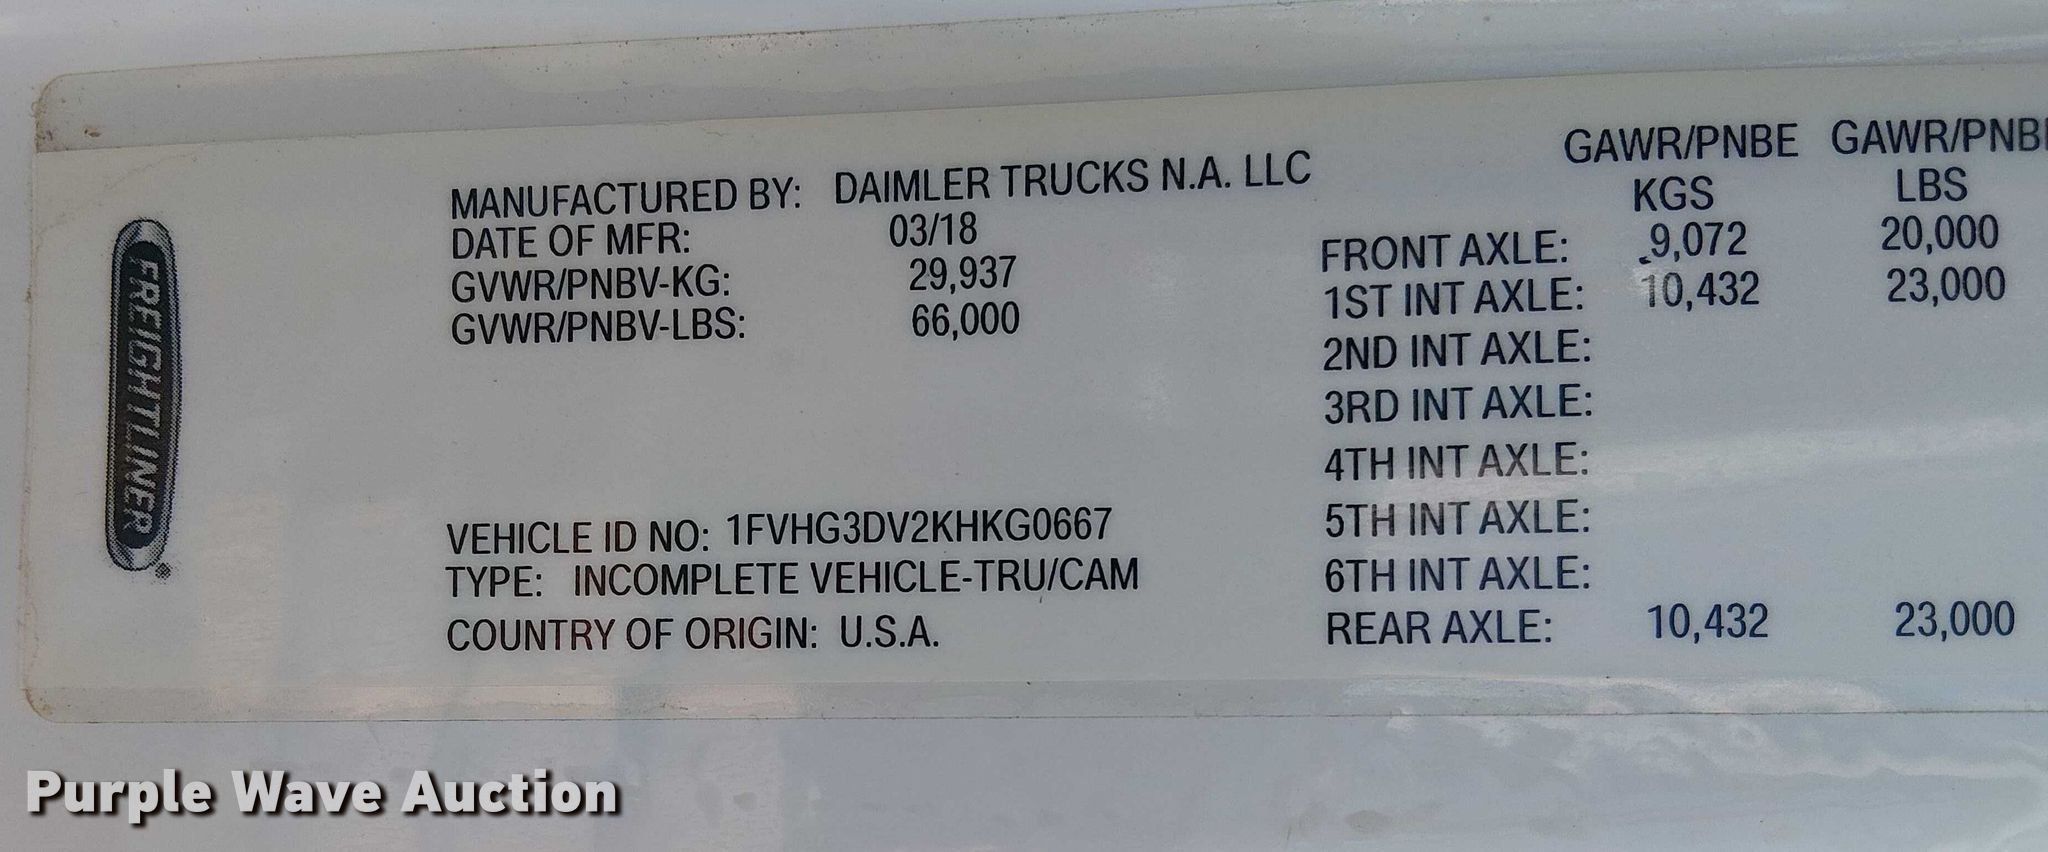 FREIGHTLINER®
MANUFACTURED BY: DAIMLER TRUCKS N.A. LLC
DATE OF MFR: 03/18
GVWR/PNBV-KG: 29,937
GVWR/PNBV-LBS: 66,000
VEHICLE ID NO: 1FVHG3DV2KHKG0667
TYPE: INCOMPLETE VEHICLE-TRU/CAM
COUNTRY OF ORIGIN: U.S.A.
GAWR/PNBE GAWR/PNBE
KGS LBS
FRONT AXLE: 9,072 20,000
1ST INT AXLE: 10,432 23,000
2ND INT AXLE:
3RD INT AXLE:
4TH INT AXLE:
5TH INT AXLE:
6TH INT AXLE:
REAR AXLE: 10,432 23,000
Purple Wave Auction